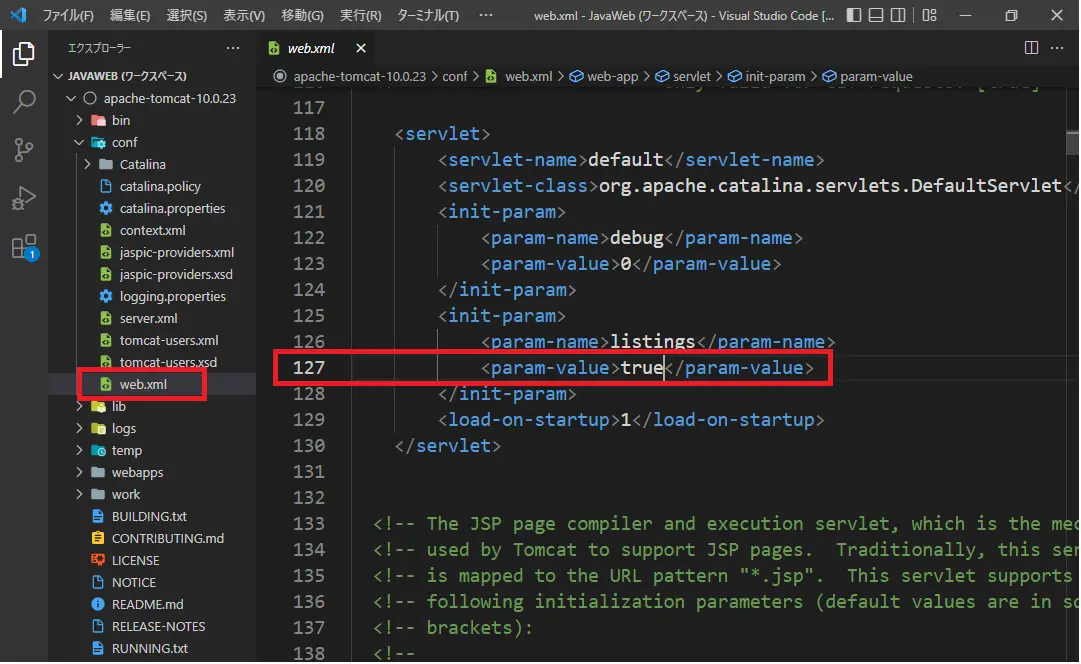 ファイル(F) 編集(E) 選択(S) 表示(V) 移動(G) 実行(R) ターミナル(T) ··· web.xml - JavaWeb (ワークスペース) - Visual Studio Code [...
エクスプローラー ···
JAVAWEB (ワークスペース)
apache-tomcat-10.0.23
bin
conf
Catalina
catalina.policy
catalina.properties
context.xml
jaspic-providers.xml
jaspic-providers.xsd
logging.properties
server.xml
tomcat-users.xml
tomcat-users.xsd
web.xml
lib
logs
temp
webapps
work
BUILDING.txt
CONTRIBUTING.md
LICENSE
NOTICE
README.md
RELEASE-NOTES
RUNNING.txt
1
web.xml
apache-tomcat-10.0.23 > conf > web.xml > web-app > servlet > init-param > param-value
117
118 <servlet>
119 <servlet-name>default</servlet-name>
120 <servlet-class>org.apache.catalina.servlets.DefaultServlet</
121 <init-param>
122 <param-name>debug</param-name>
123 <param-value>0</param-value>
124 </init-param>
125 <init-param>
126 <param-name>listings</param-name>
127 <param-value>true</param-value>
128 </init-param>
129 <load-on-startup>1</load-on-startup>
130 </servlet>
131
132
133 <!-- The JSP page compiler and execution servlet, which is the
134 <!-- used by Tomcat to support JSP pages. Traditionally, this
135 <!-- is mapped to the URL pattern "*.jsp". This servlet supports
136 <!-- following initialization parameters (default values are in
137 <!-- brackets):
138 <!--